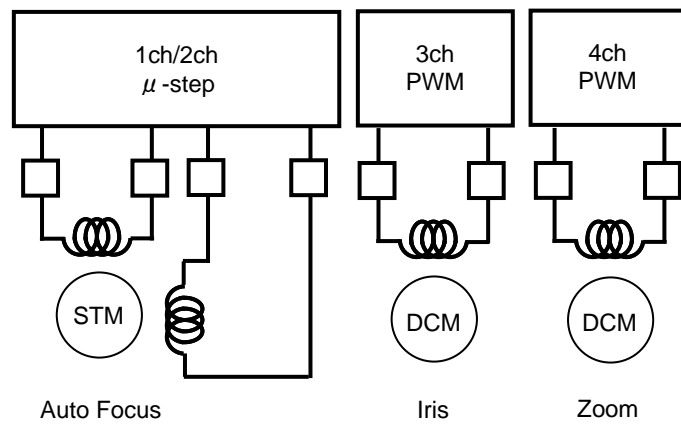 1ch/2ch
μ-step
3ch
PWM
4ch
PWM
STM
DCM
DCM
Auto Focus
Iris
Zoom